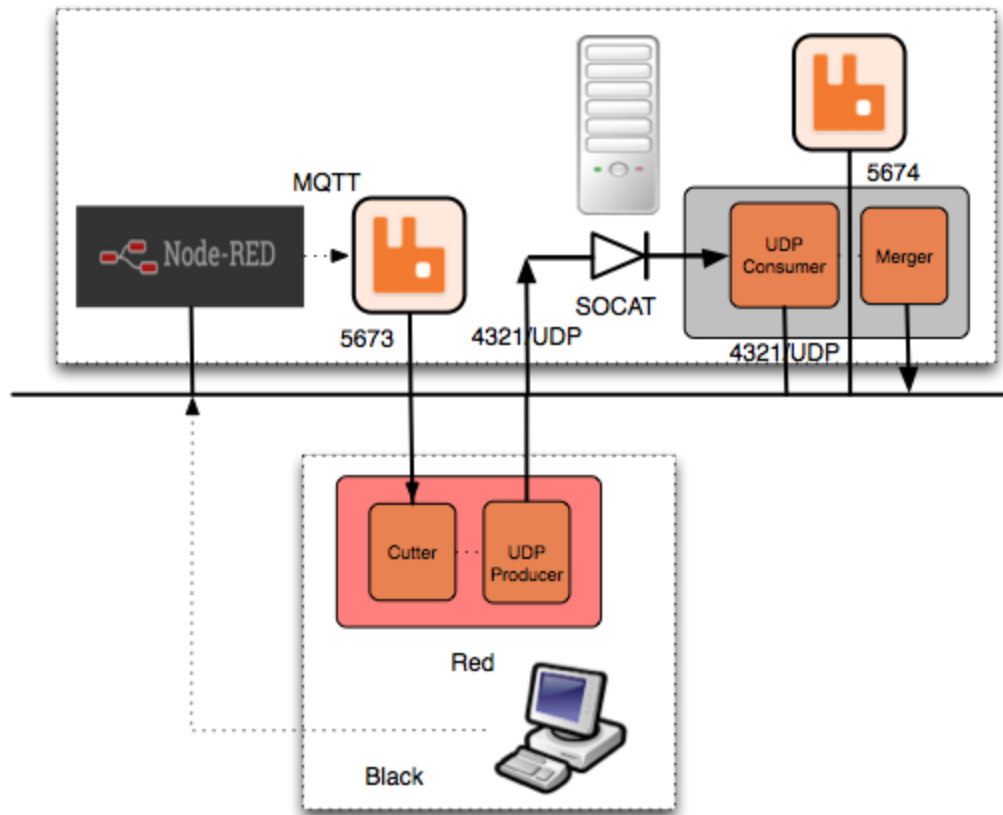 MQTT
5674
Node-RED
UDP
Consumer
Merger
SOCAT
5673
4321/UDP
4321/UDP
Cutter
UDP
Producer
Red
Black